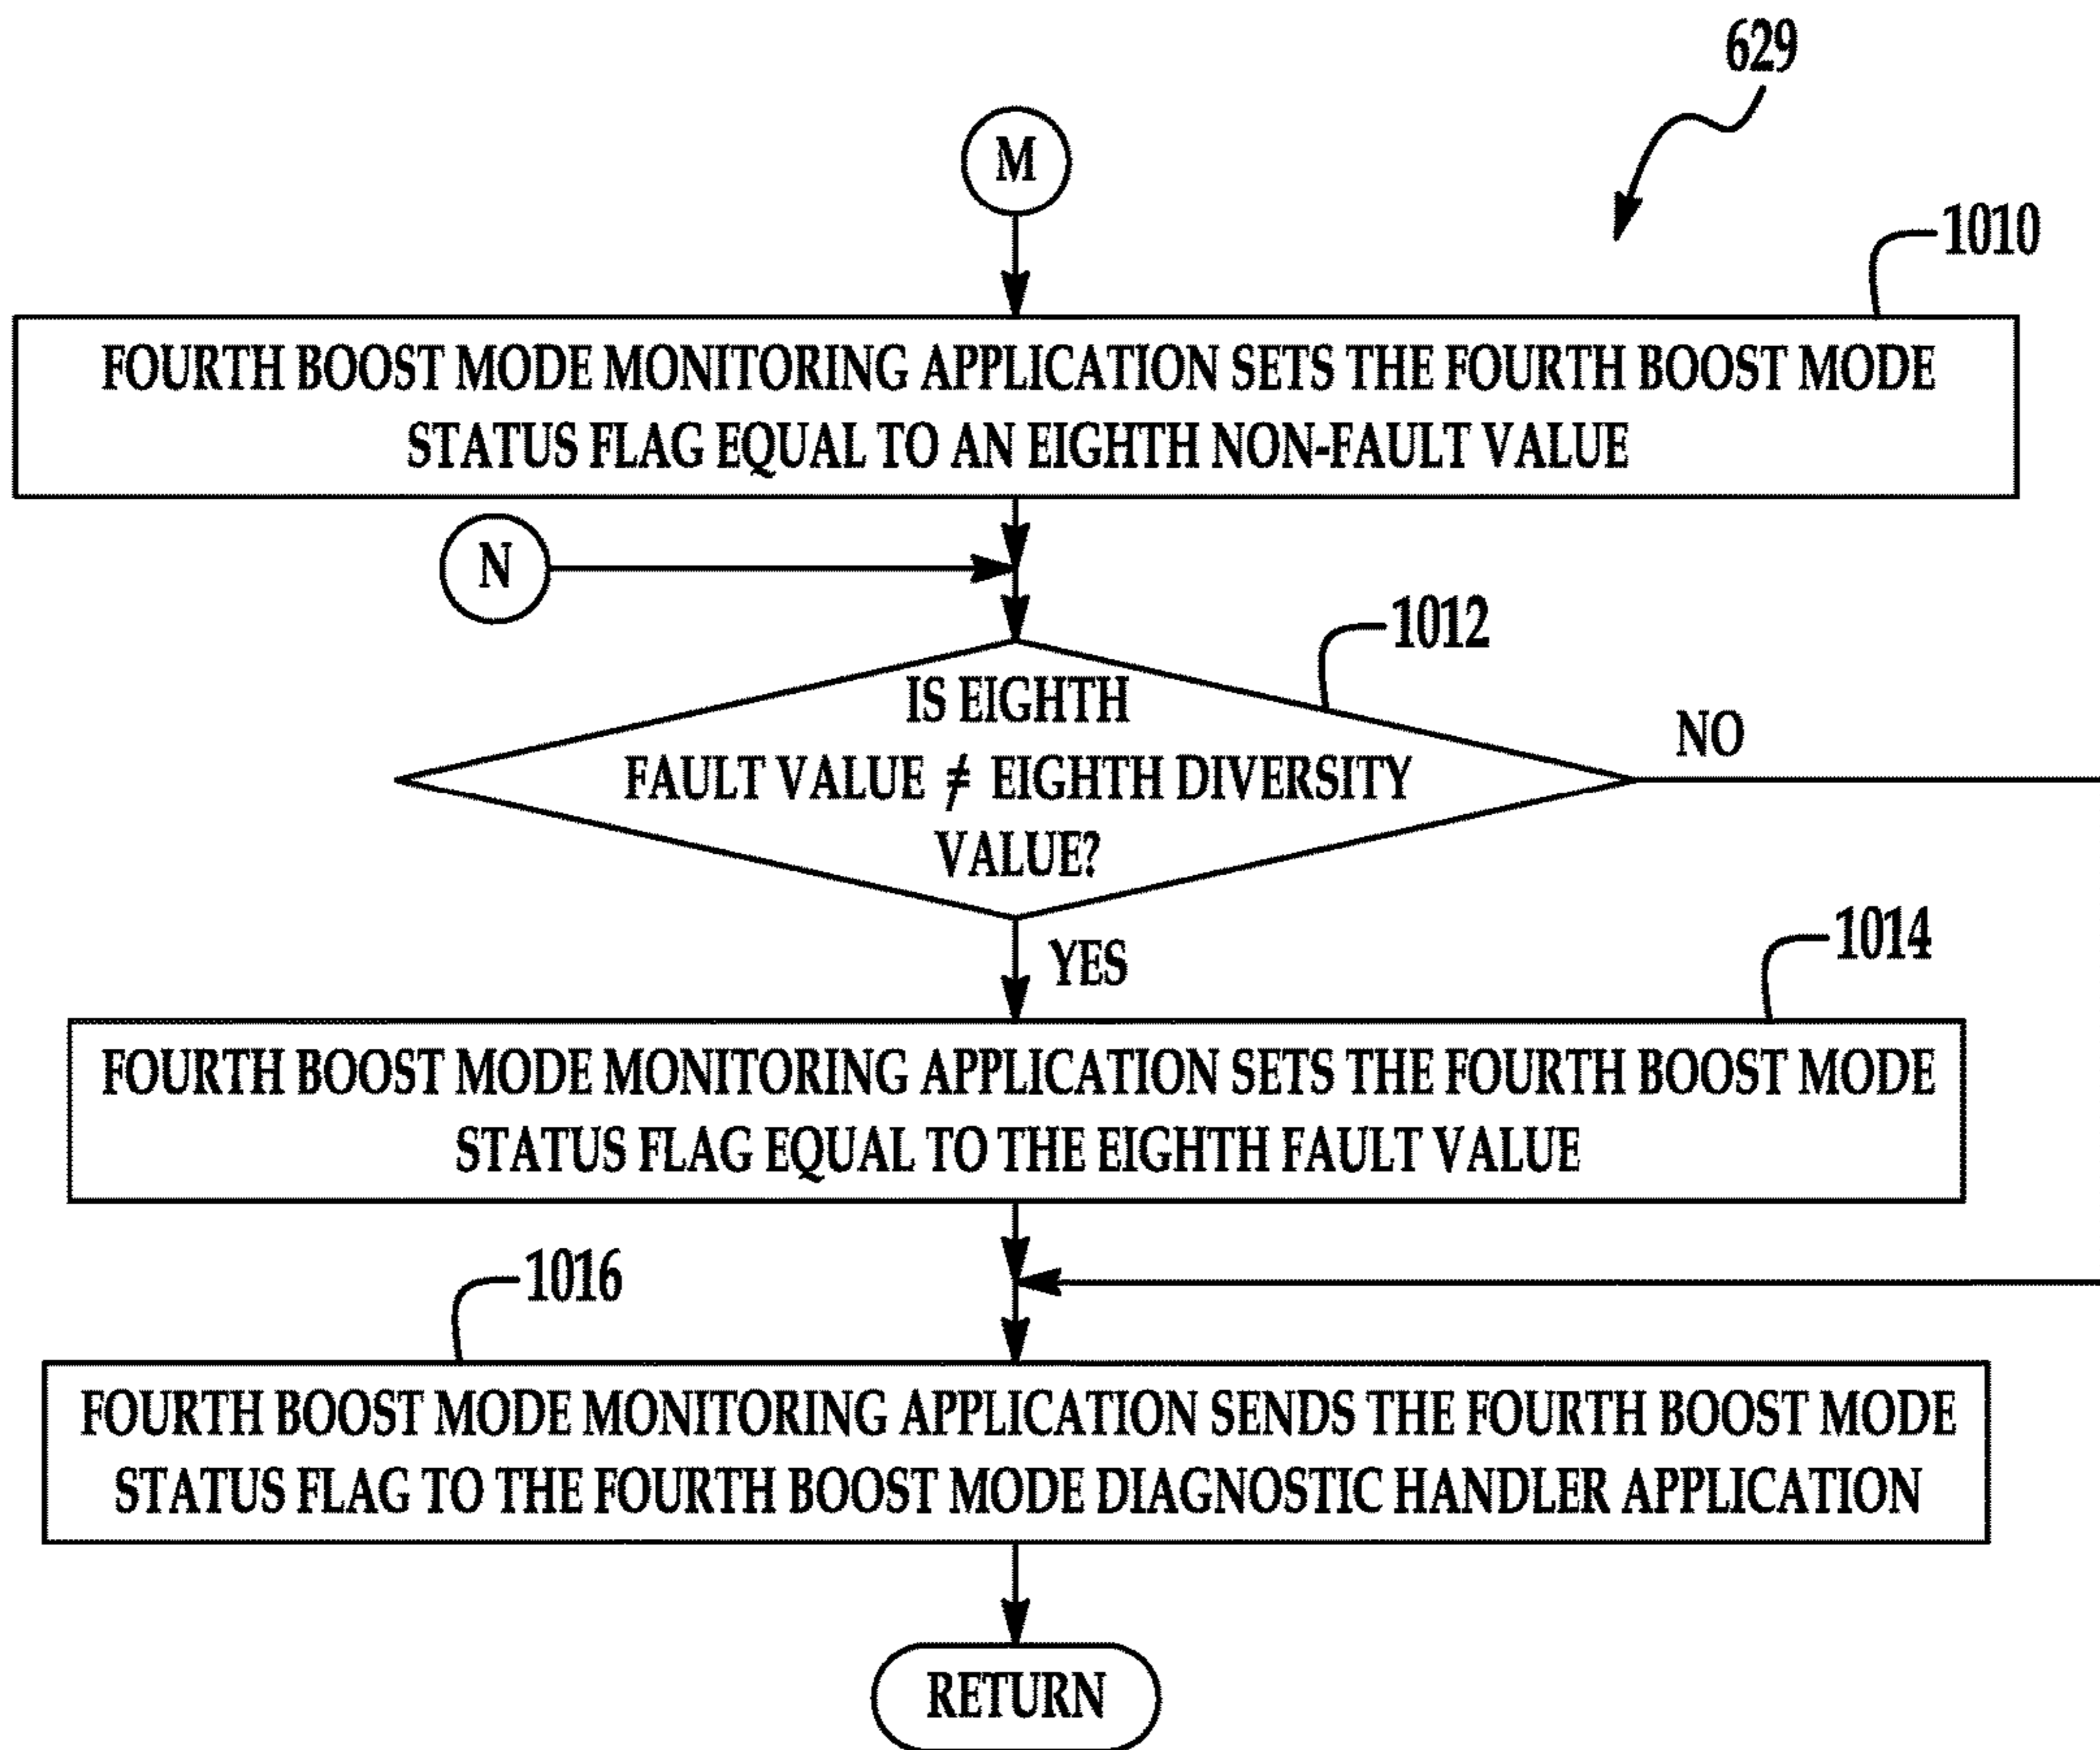 629
M
1010
FOURTH BOOST MODE MONITORING APPLICATION SETS THE FOURTH BOOST MODE
STATUS FLAG EQUAL TO AN EIGHTH NON-FAULT VALUE
N
1012
IS EIGHTH
FAULT VALUE ≠ EIGHTH DIVERSITY
VALUE?
NO
YES
1014
FOURTH BOOST MODE MONITORING APPLICATION SETS THE FOURTH BOOST MODE
STATUS FLAG EQUAL TO THE EIGHTH FAULT VALUE
1016
FOURTH BOOST MODE MONITORING APPLICATION SENDS THE FOURTH BOOST MODE
STATUS FLAG TO THE FOURTH BOOST MODE DIAGNOSTIC HANDLER APPLICATION
RETURN